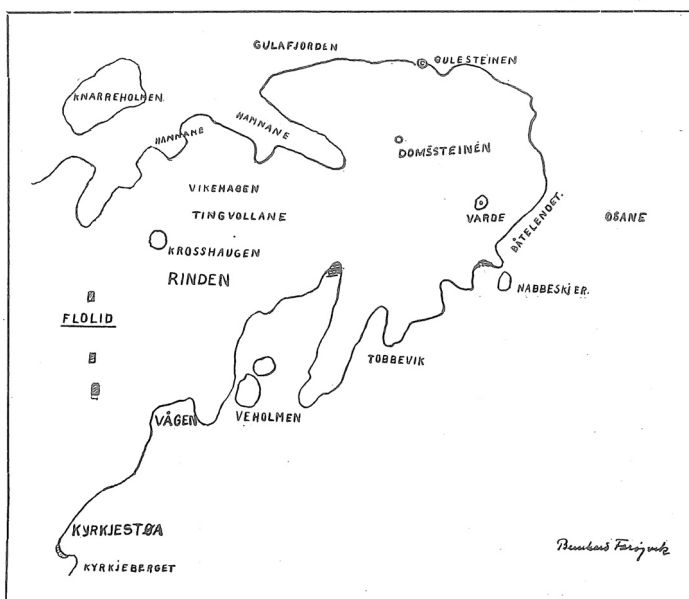 GULAFJORDEN
GULESTEINEN
KNARREHOLMEN.
HAMNANE
HAMNANE
DOMSSTEINEN
VIKEHAGEN
TINGVOLLANE
VARDE
BÅTELENDET.
OSANE
KROSSHAUGEN
RINDEN
NABBESKJER.
FLOLID
TOBBEVIK
VÅGEN
VEHOLMEN
KYRKJESTØA
KYRKJEBERGET